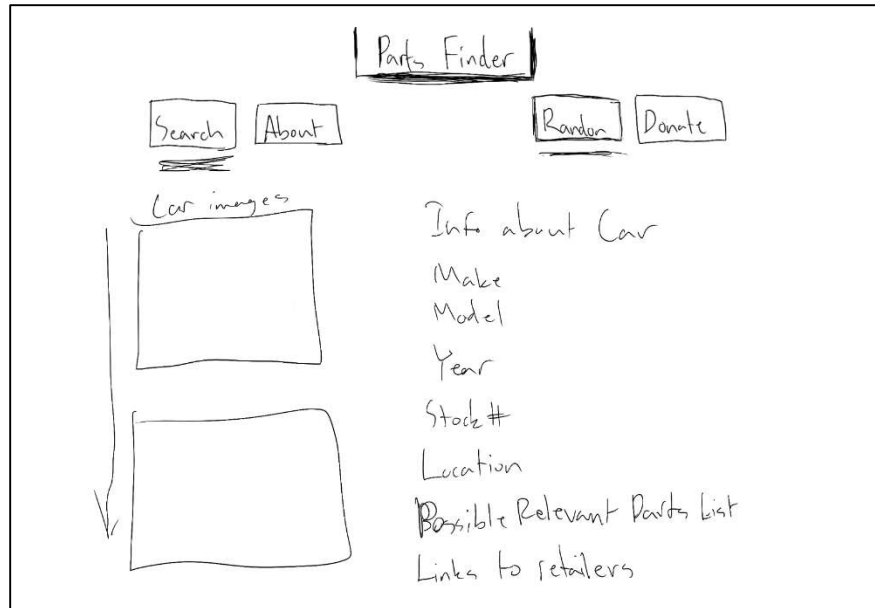 Parts Finder
Search About Randon Donate
Car images
Info about Car
Make
Model
Year
Stock #
Location
Possible Relevant Parts List
Links to retailers